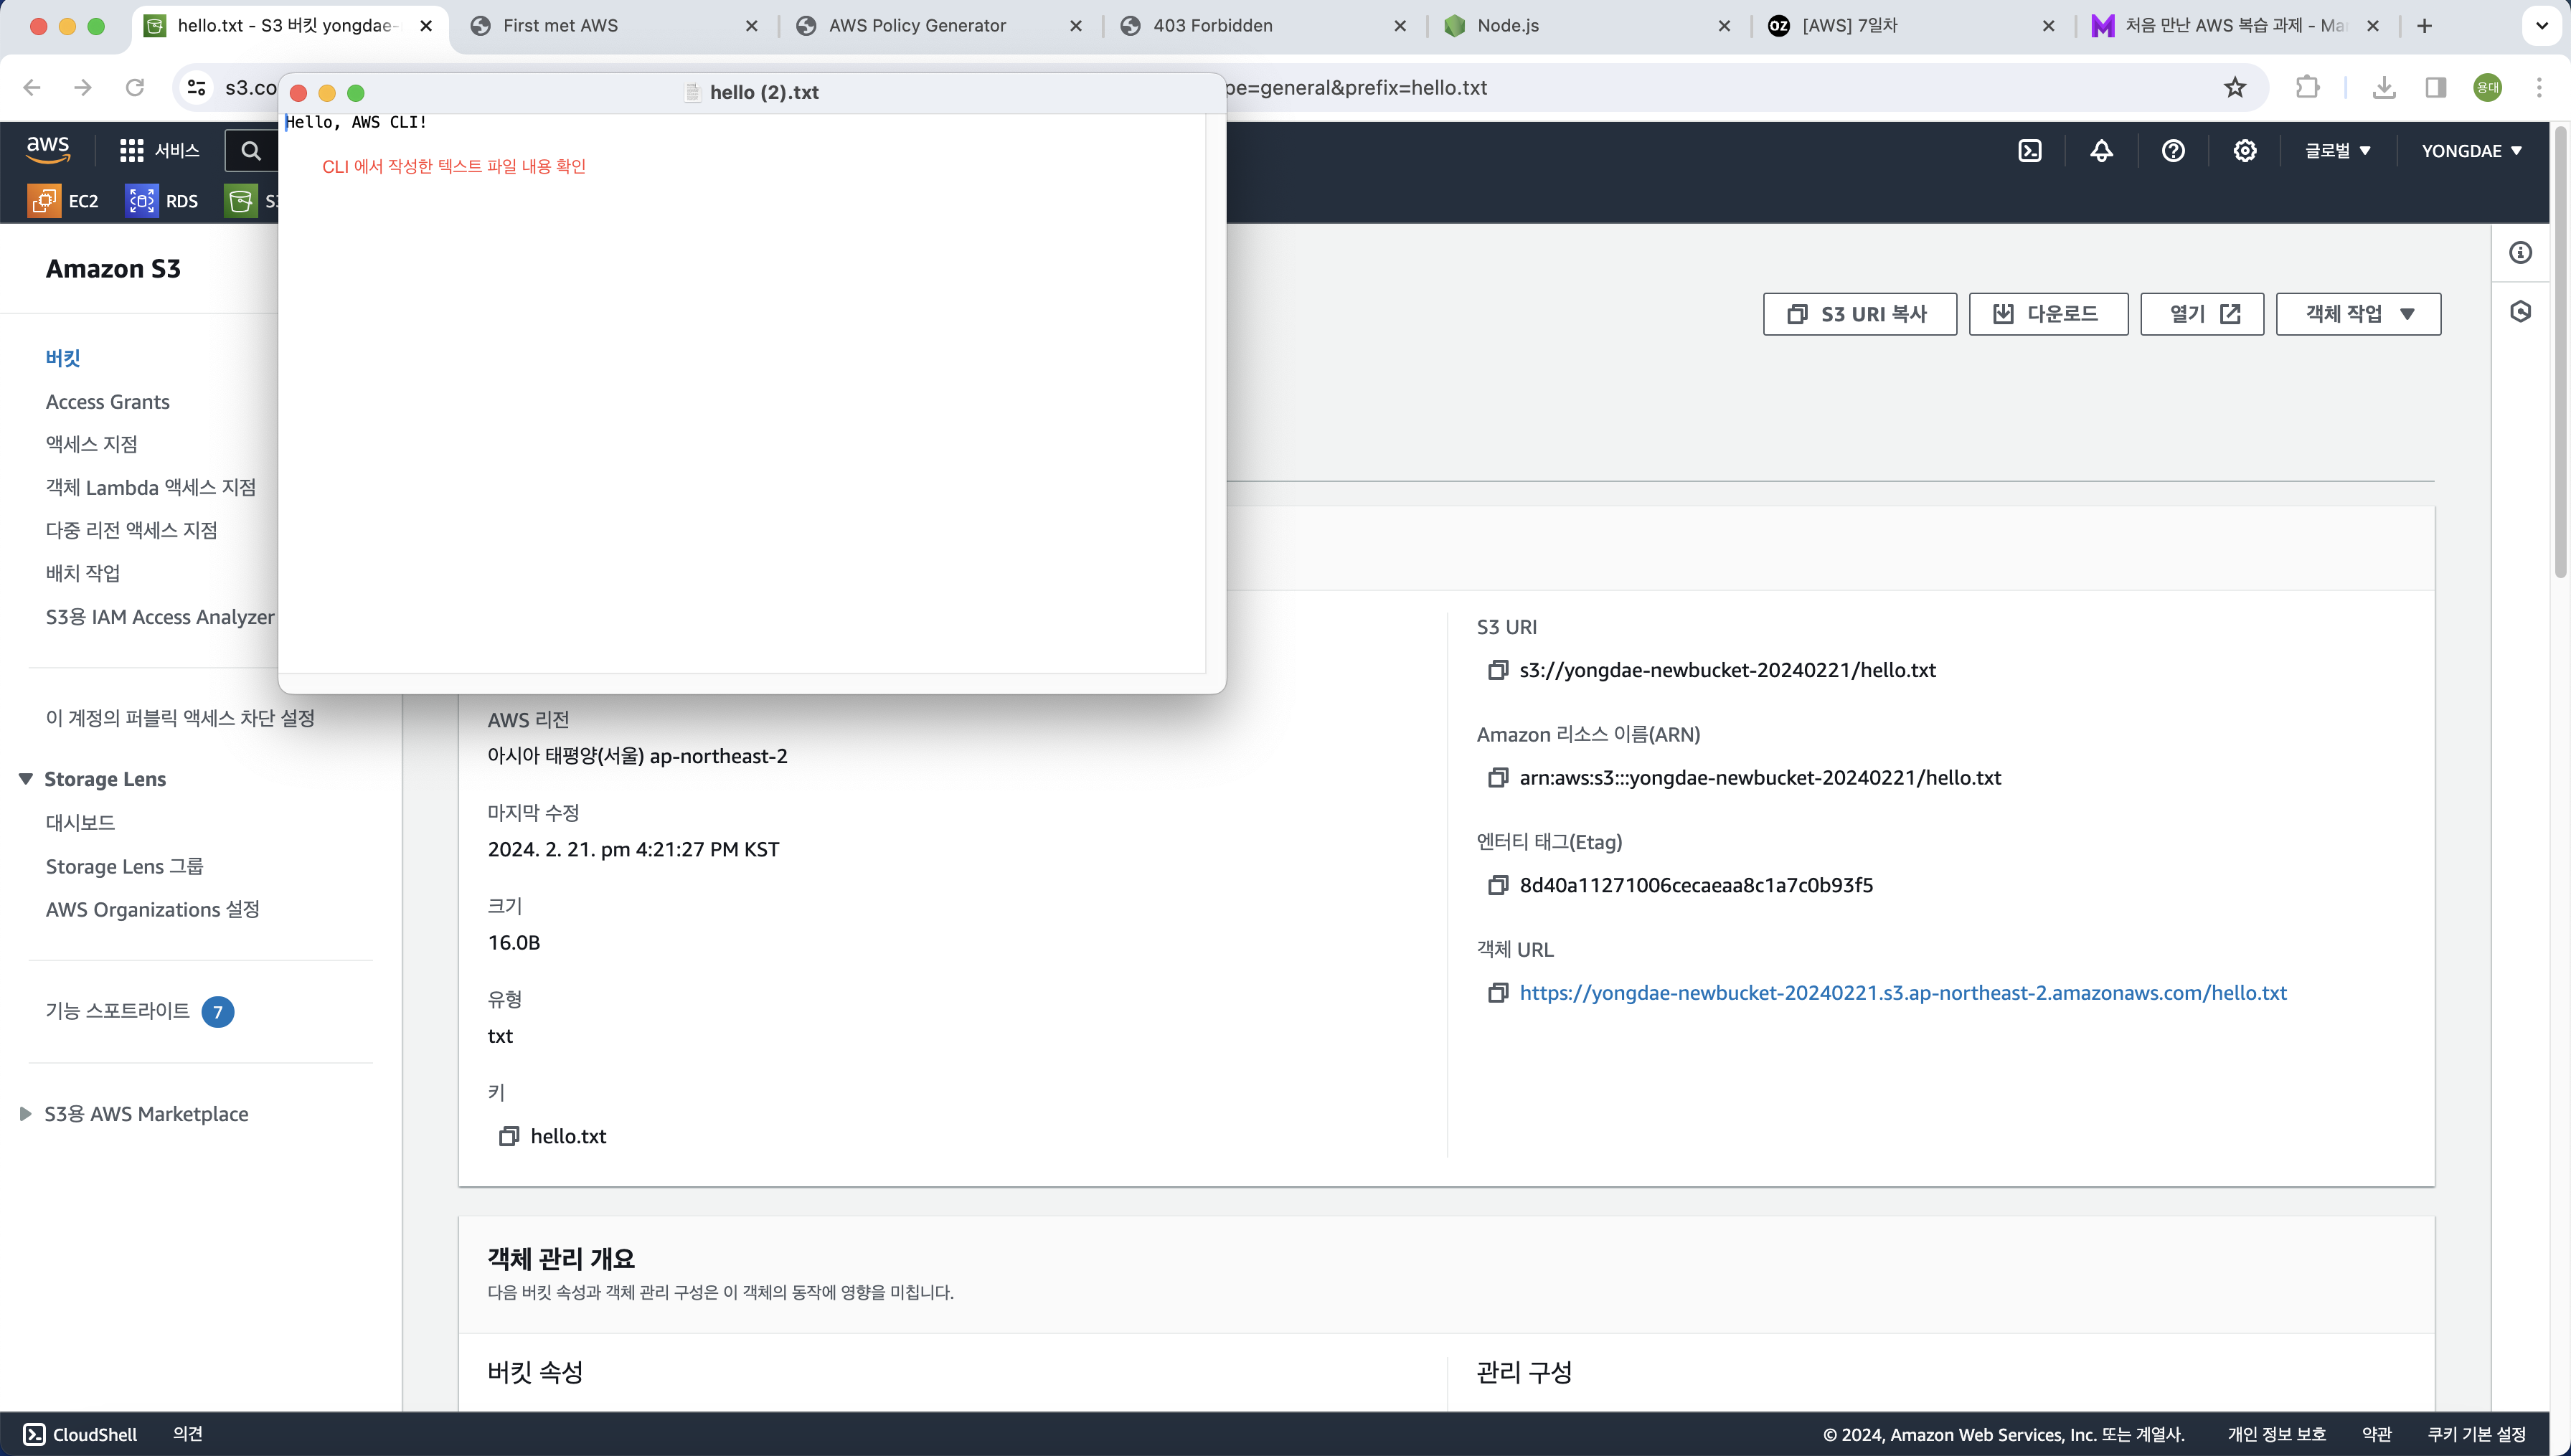 hello.txt - S3 버킷 yongdae-
First met AWS
AWS Policy Generator
403 Forbidden
Node.js
OZ
[AWS] 7일차
처음 만난 AWS 복습 과제 - Ma
s3.co
pe=general&prefix=hello.txt
용대
hello (2).txt
Hello, AWS CLI!
CLI 에서 작성한 텍스트 파일 내용 확인
aws
서비스
글로벌
YONGDAE
EC2
RDS
Amazon S3
버킷
Access Grants
액세스 지점
객체 Lambda 액세스 지점
다중 리전 액세스 지점
배치 작업
S3용 IAM Access Analyzer
이 계정의 퍼블릭 액세스 차단 설정
Storage Lens
대시보드
Storage Lens 그룹
AWS Organizations 설정
기능 스포트라이트 7
S3용 AWS Marketplace
S3 URI 복사
다운로드
열기
객체 작업
AWS 리전
아시아 태평양(서울) ap-northeast-2
마지막 수정
2024. 2. 21. pm 4:21:27 PM KST
크기
16.0B
유형
txt
키
hello.txt
S3 URI
s3://yongdae-newbucket-20240221/hello.txt
Amazon 리소스 이름(ARN)
arn:aws:s3:::yongdae-newbucket-20240221/hello.txt
엔터티 태그(Etag)
8d40a11271006cecaeaa8c1a7c0b93f5
객체 URL
https://yongdae-newbucket-20240221.s3.ap-northeast-2.amazonaws.com/hello.txt
객체 관리 개요
다음 버킷 속성과 객체 관리 구성은 이 객체의 동작에 영향을 미칩니다.
버킷 속성
관리 구성
CloudShell
의견
© 2024, Amazon Web Services, Inc. 또는 계열사.
개인 정보 보호
약관
쿠키 기본 설정